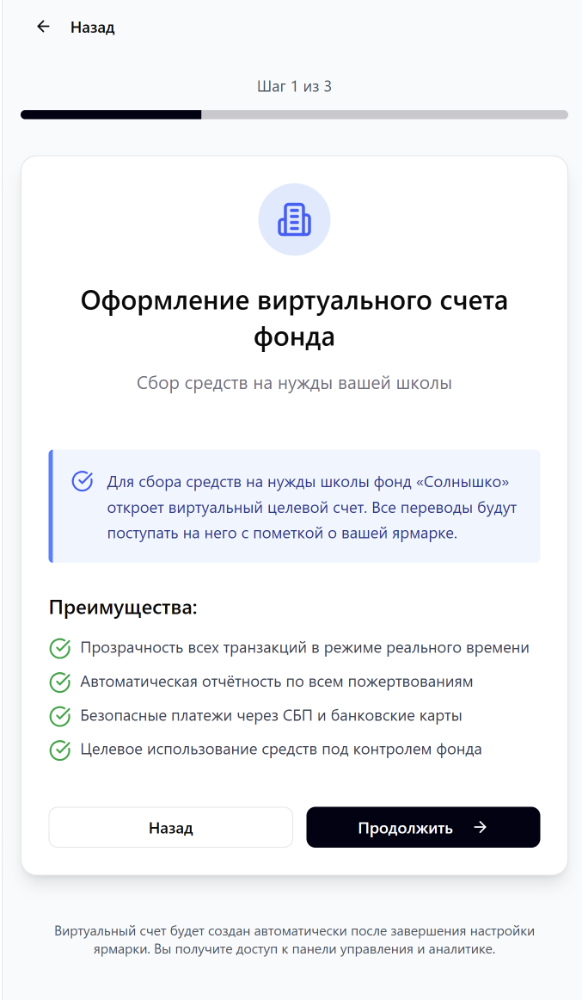 Назад
Шаг 1 из 3
Оформление виртуального счета
фонда
Сбор средств на нужды вашей школы
Для сбора средств на нужды школы фонд «Солнышко»
откроет виртуальный целевой счет. Все переводы будут
поступать на него с пометкой о вашей ярмарке.
Преимущества:
Прозрачность всех транзакций в режиме реального времени
Автоматическая отчётность по всем пожертвованиям
Безопасные платежи через СБП и банковские карты
Целевое использование средств под контролем фонда
Назад
Продолжить
Виртуальный счет будет создан автоматически после завершения настройки
ярмарки. Вы получите доступ к панели управления и аналитике.